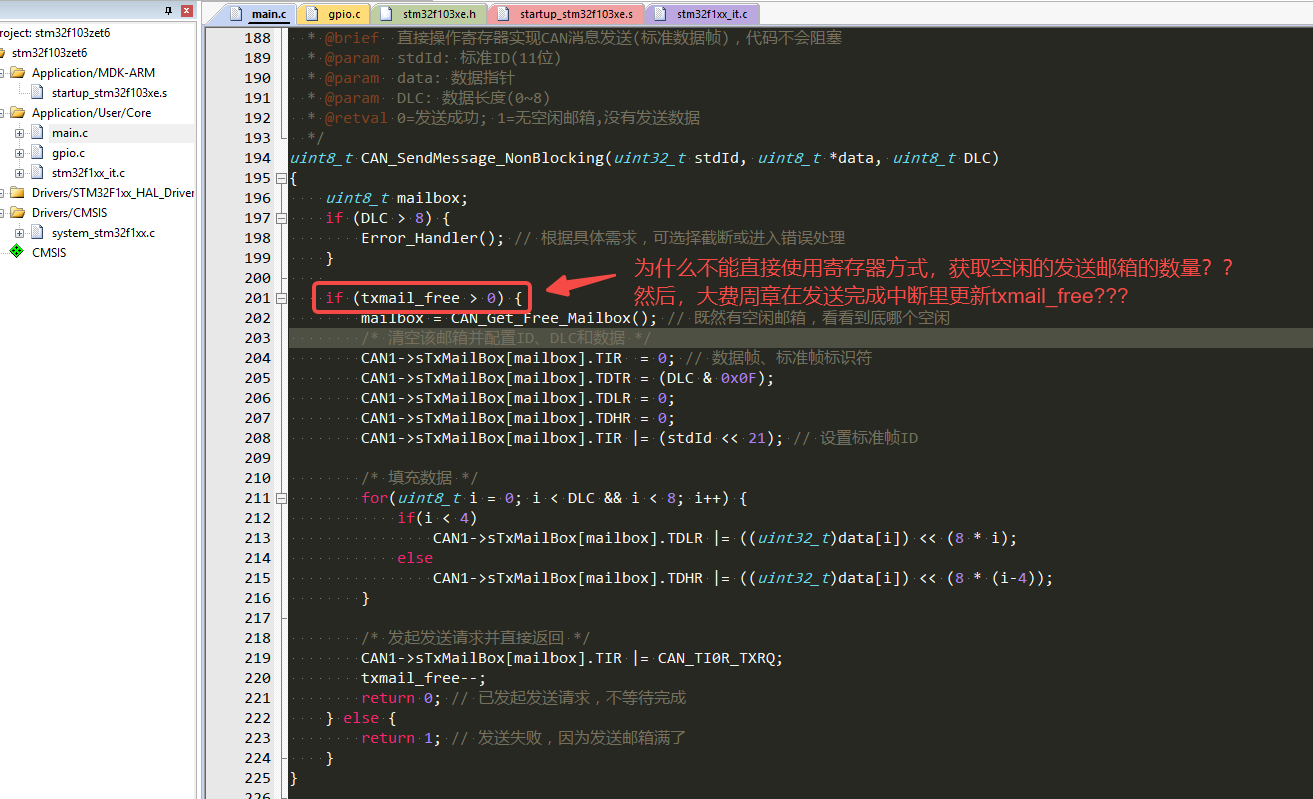 roject: stm32f103zet6
stm32f103zet6
Application/MDK-ARM
startup_stm32f103xe.s
Application/User/Core
main.c
gpio.c
stm32f1xx_it.c
Drivers/STM32F1xx_HAL_Driver
Drivers/CMSIS
system_stm32f1xx.c
CMSIS
main.c gpio.c stm32f103xe.h startup_stm32f103xe.s stm32f1xx_it.c
188 * @brief 直接操作寄存器实现CAN消息发送(标准数据帧)，代码不会阻塞
189 * @param stdId: 标准ID(11位)
190 * @param data: 数据指针
191 * @param DLC: 数据长度(0~8)
192 * @retval 0=发送成功; 1=无空闲邮箱,没有发送数据
193 */
194 uint8_t CAN_SendMessage_NonBlocking(uint32_t stdId, uint8_t *data, uint8_t DLC)
195 {
196 uint8_t mailbox;
197 if (DLC > 8) {
198 Error_Handler(); // 根据具体需求，可选择截断或进入错误处理
199 }
200
201 if (txmail_free > 0) {
为什么不能直接使用寄存器方式，获取空闲的发送邮箱的数量？？
然后，大费周章在发送完成中断里更新txmail_free???
202 mailbox = CAN_Get_Free_Mailbox(); // 既然有空闲邮箱，看看到底哪个空闲
203 /* 清空该邮箱并配置ID、DLC和数据 */
204 CAN1->sTxMailBox[mailbox].TIR = 0; // 数据帧、标准帧标识符
205 CAN1->sTxMailBox[mailbox].TDTR = (DLC & 0x0F);
206 CAN1->sTxMailBox[mailbox].TDLR = 0;
207 CAN1->sTxMailBox[mailbox].TDHR = 0;
208 CAN1->sTxMailBox[mailbox].TIR |= (stdId << 21); // 设置标准帧ID
209
210 /* 填充数据 */
211 for(uint8_t i = 0; i < DLC && i < 8; i++) {
212 if(i < 4)
213 CAN1->sTxMailBox[mailbox].TDLR |= ((uint32_t)data[i]) << (8 * i);
214 else
215 CAN1->sTxMailBox[mailbox].TDHR |= ((uint32_t)data[i]) << (8 * (i-4));
216 }
217
218 /* 发起发送请求并直接返回 */
219 CAN1->sTxMailBox[mailbox].TIR |= CAN_TI0R_TXRQ;
220 txmail_free--;
221 return 0; // 已发起发送请求，不等待完成
222 } else {
223 return 1; // 发送失败，因为发送邮箱满了
224 }
225 }
226